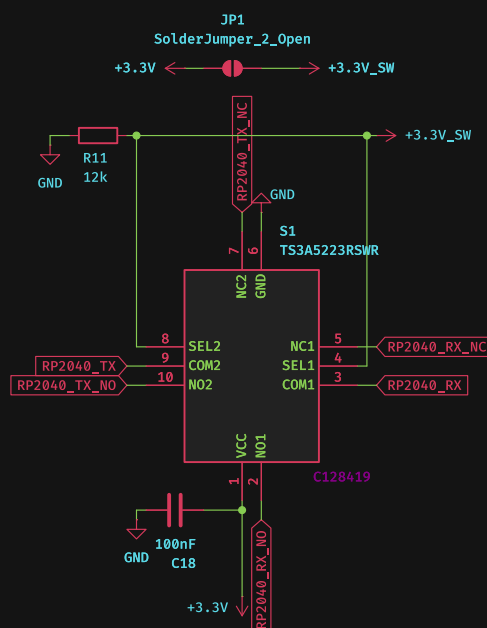 JP1
SolderJumper_2_Open
+3.3V
+3.3V_SW
RP2040_TX_NC
+3.3V_SW
R11
12k
GND
GND
S1
TS3A5223RSWR
7
6
NC2
GND
8
SEL2
NC1
5
RP2040_RX_NC
RP2040_TX
9
COM2
SEL1
4
RP2040_TX_NO
10
NO2
COM1
3
RP2040_RX
VCC
NO1
1
2
C128419
GND
100nF
C18
RP2040_RX_NO
+3.3V